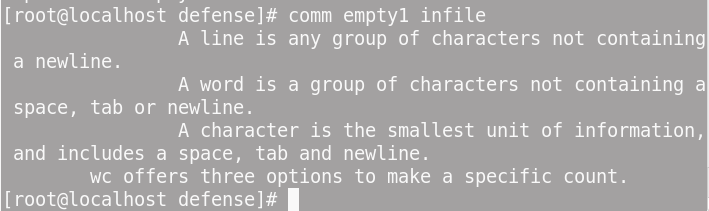 [root@localhost defense]# comm empty1 infile
A line is any group of characters not containing
a newline.
A word is a group of characters not containing a
space, tab or newline.
A character is the smallest unit of information,
and includes a space, tab and newline.
wc offers three options to make a specific count.
[root@localhost defense]#